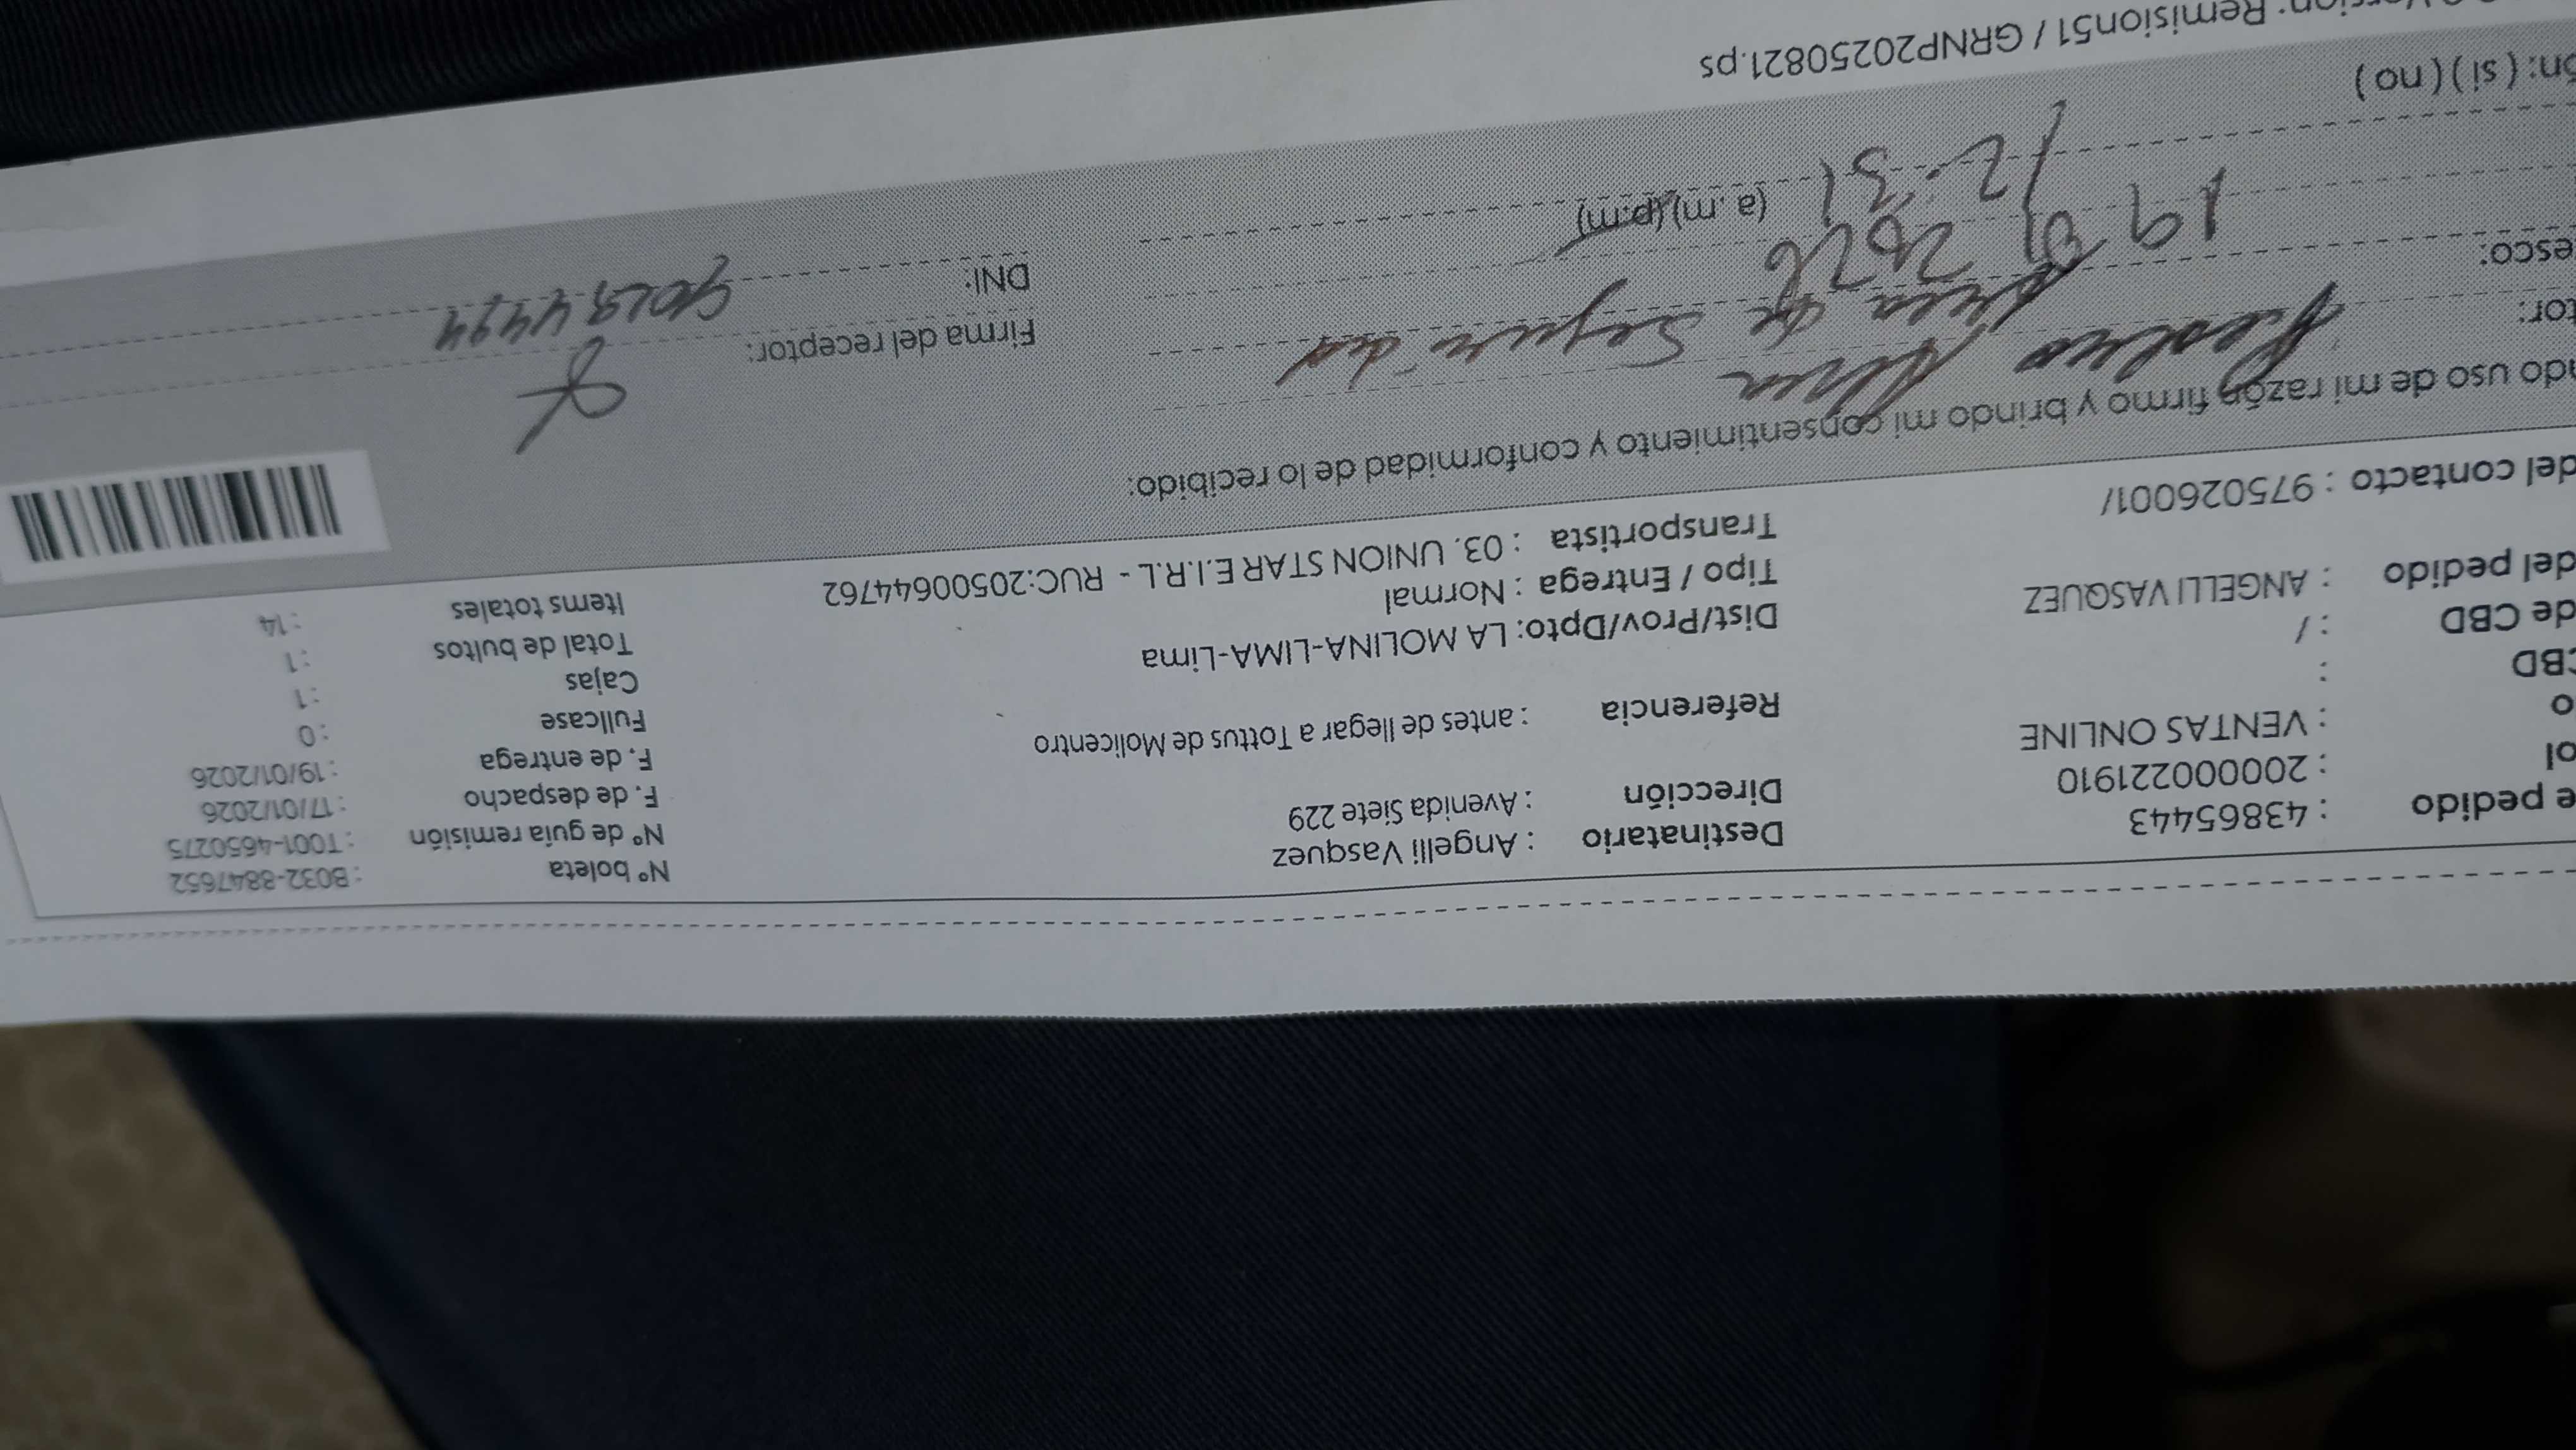 e pedido : 43865443 Destinatario : Angelli Vasquez N° boleta : B032-8847652
ol : 200000221910 Dirección : Avenida Siete 229 N° de guía remisión : T001-4650275
o : VENTAS ONLINE F. de despacho : 17/01/2026
CBD : Referencia : antes de llegar a Tottus de Molicentro F. de entrega : 19/01/2026
de CBD : / Fullcase : 0
del pedido : ANGELLI VASQUEZ Dist/Prov/Dpto: LA MOLINA-LIMA-Lima Cajas : 1
Tipo / Entrega : Normal Total de bultos : 1
del contacto : 975026001/ Transportista : 03. UNION STAR E.I.R.L - RUC:20500644762 Items totales : 14
ndo uso de mi razón firmo y brindo mi consentimiento y conformidad de lo recibido:
tor: Firma del receptor:
esco: Area de DNI:
19 01 2026
12:31 (a.m)(p:m)
ón: ( si ) ( no )
Version: Remision51 / GRNP20250821.ps